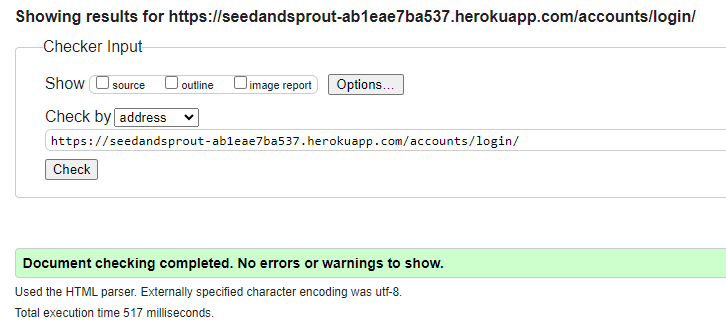 Showing results for https://seedandsprout-ab1eae7ba537.herokuapp.com/accounts/login/
Checker Input
Show source outline image report Options...
Check by address
https://seedandsprout-ab1eae7ba537.herokuapp.com/accounts/login/
Check
Document checking completed. No errors or warnings to show.
Used the HTML parser. Externally specified character encoding was utf-8.
Total execution time 517 milliseconds.